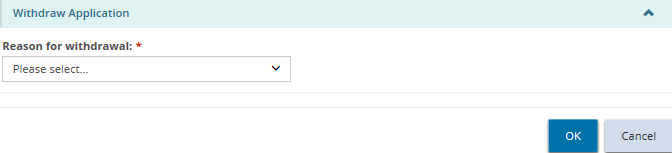 Withdraw Application
Reason for withdrawal: *
Please select...
OK Cancel